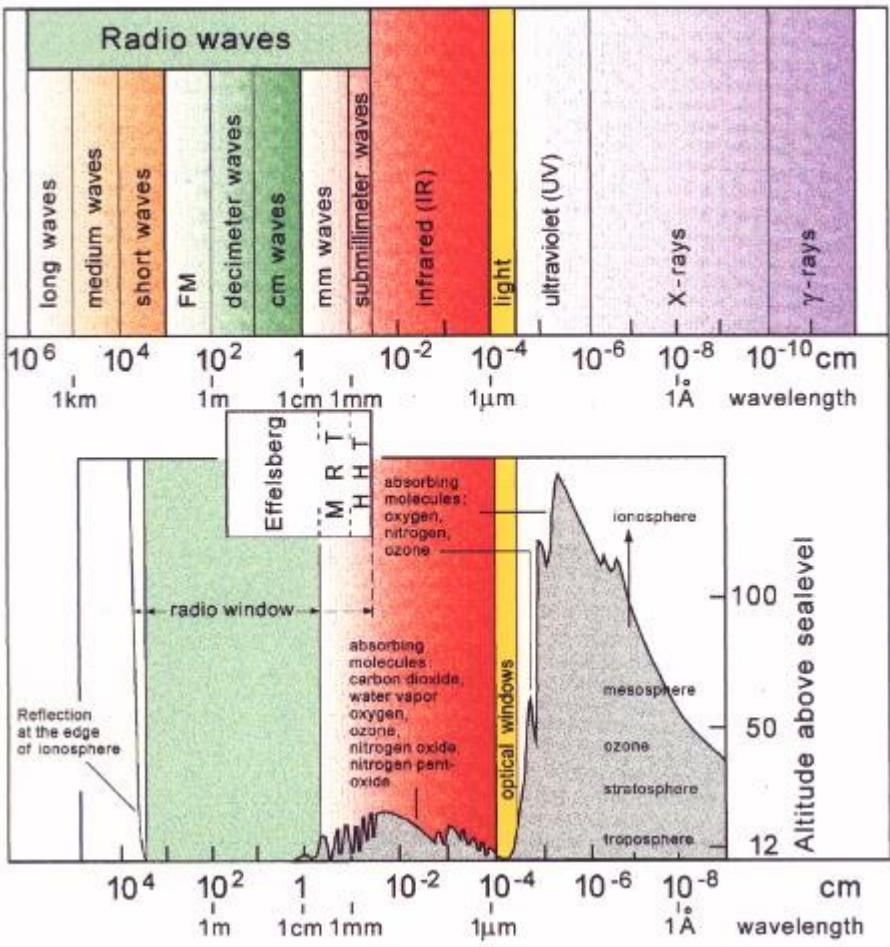 Radio waves
long waves
medium waves
short waves
FM
decimeter waves
cm waves
mm waves
submillimeter waves
infrared (IR)
light
ultraviolet (UV)
X-rays
γ-rays
10⁶ 10⁴ 10² 1 10⁻² 10⁻⁴ 10⁻⁶ 10⁻⁸ 10⁻¹⁰ cm
1km 1m 1cm 1mm 1μm 1Å wavelength
Effelsberg
MRT
HHT
absorbing
molecules:
oxygen,
nitrogen,
ozone
ionosphere
radio window
absorbing
molecules:
carbon dioxide,
water vapor
oxygen,
ozone,
nitrogen oxide,
nitrogen pent-
oxide
Reflection
at the edge
of ionosphere
optical windows
mesosphere
ozone
stratosphere
troposphere
100
50
12
Altitude above sealevel
10⁴ 10² 1 10⁻² 10⁻⁴ 10⁻⁶ 10⁻⁸ cm
1m 1cm 1mm 1μm 1Å wavelength